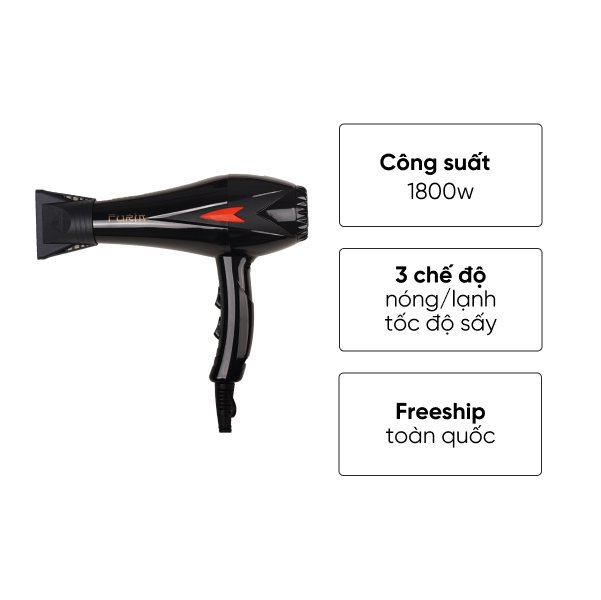 Công suất
1800w
3 chế độ
nóng/lạnh
tốc độ sấy
Freeship
toàn quốc